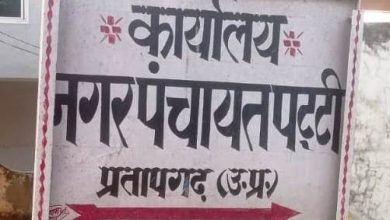 कार्यालय
नगर पंचायत पट्टी
प्रतापगढ़ (उ.प्र.)